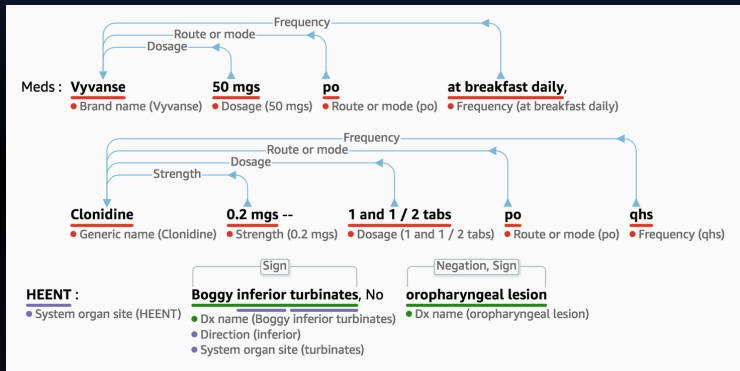 Frequency
Route or mode
Dosage
Meds : Vyvanse 50 mgs po at breakfast daily,
• Brand name (Vyvanse) • Dosage (50 mgs) • Route or mode (po) • Frequency (at breakfast daily)
Frequency
Route or mode
Dosage
Strength
Clonidine 0.2 mgs -- 1 and 1 / 2 tabs po qhs
• Generic name (Clonidine) • Strength (0.2 mgs) • Dosage (1 and 1 / 2 tabs) • Route or mode (po) • Frequency (qhs)
Sign Negation, Sign
HEENT : Boggy inferior turbinates, No oropharyngeal lesion
• System organ site (HEENT) • Dx name (Boggy inferior turbinates) • Dx name (oropharyngeal lesion)
• Direction (inferior)
• System organ site (turbinates)